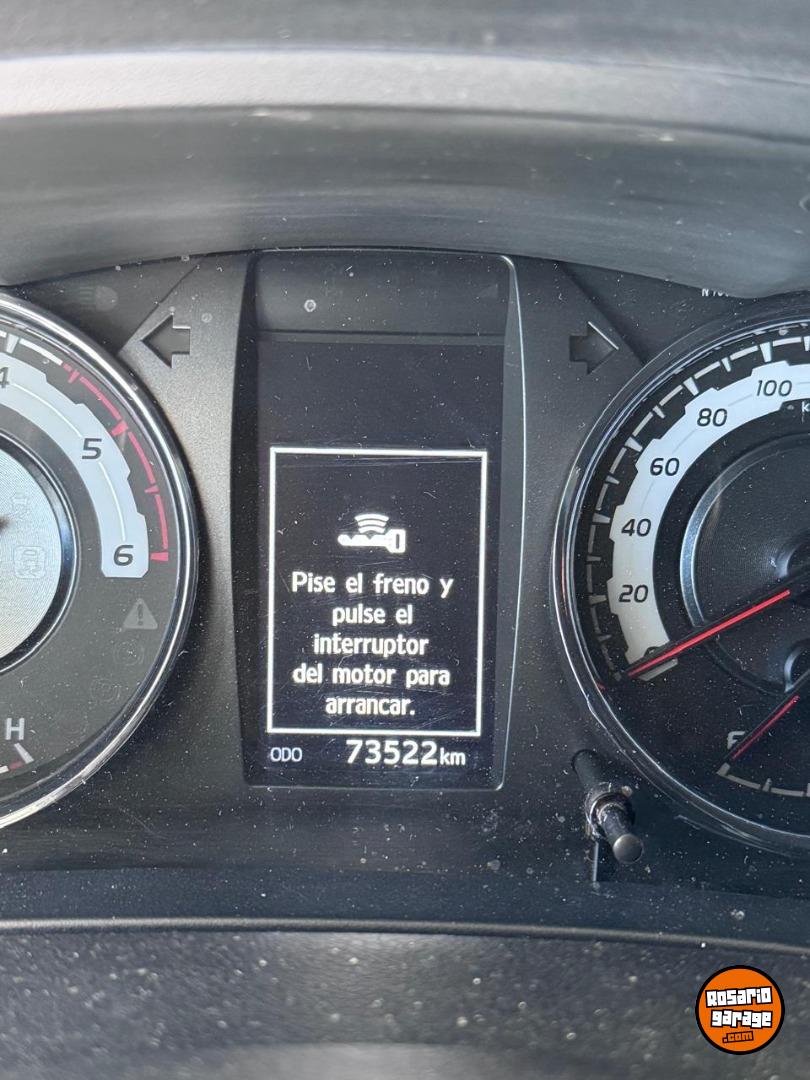 4
5
6
H
100
80
60
40
20
0
Pise el freno y
pulse el
interruptor
del motor para
arrancar.
ODO 73522km
Rosario
garage
.com